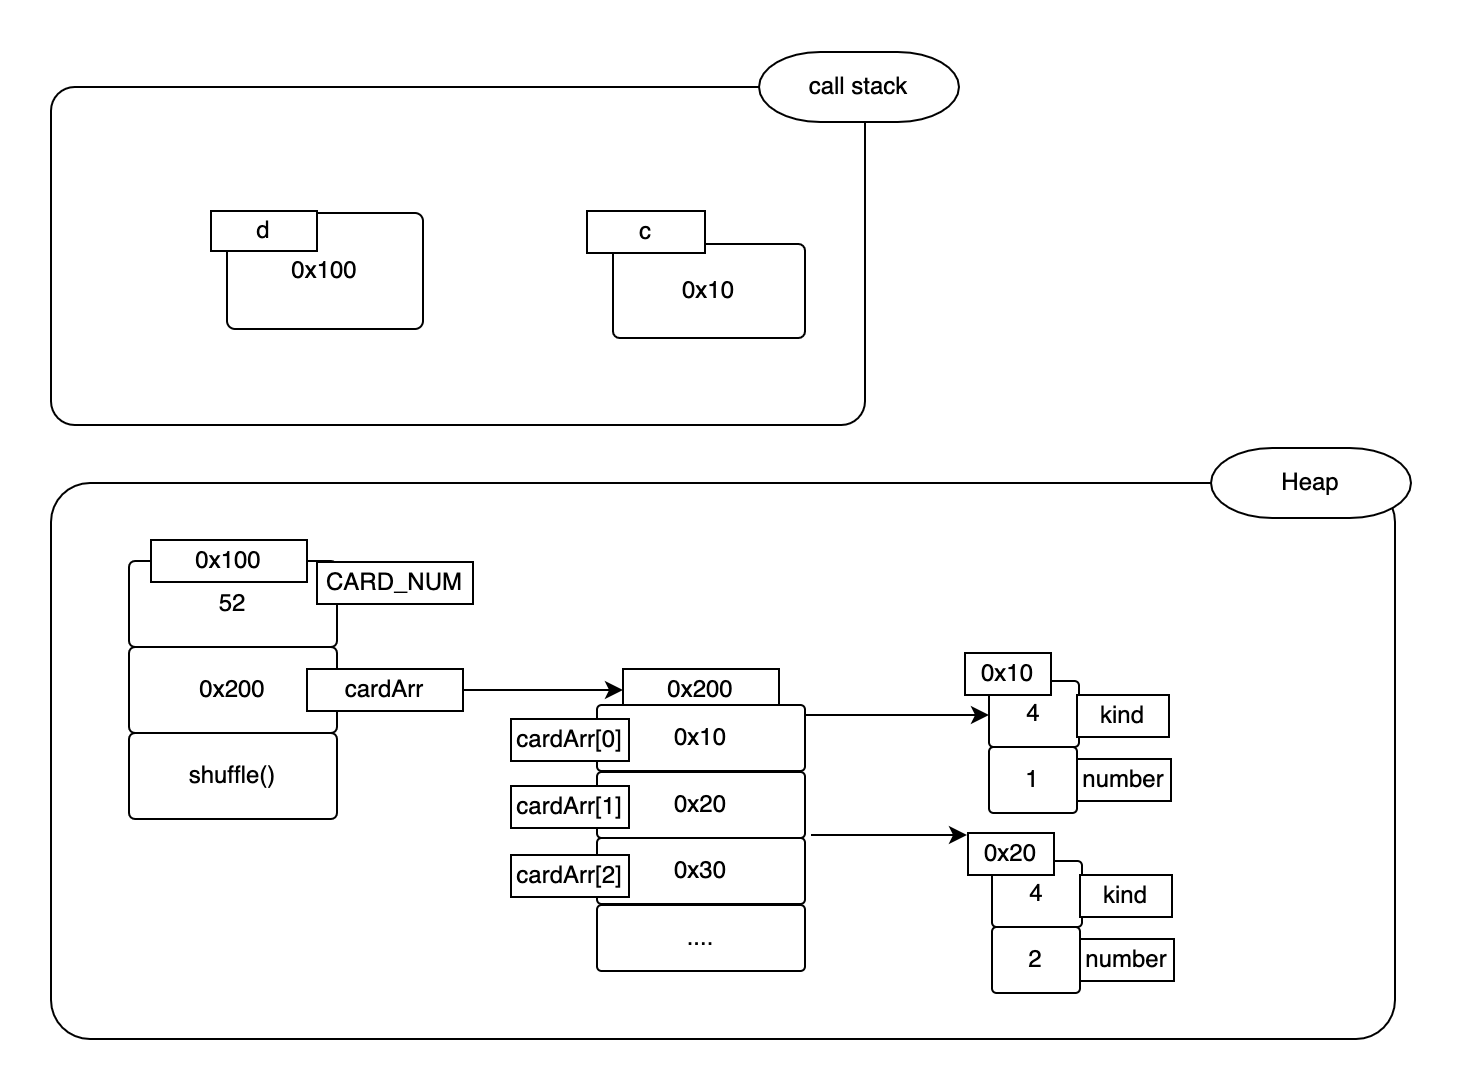 call stack
d
0x100
c
0x10
Heap
0x100
CARD_NUM
52
0x200
cardArr
shuffle()
0x200
cardArr[0]
0x10
cardArr[1]
0x20
cardArr[2]
0x30
....
0x10
4
kind
1
number
0x20
4
kind
2
number